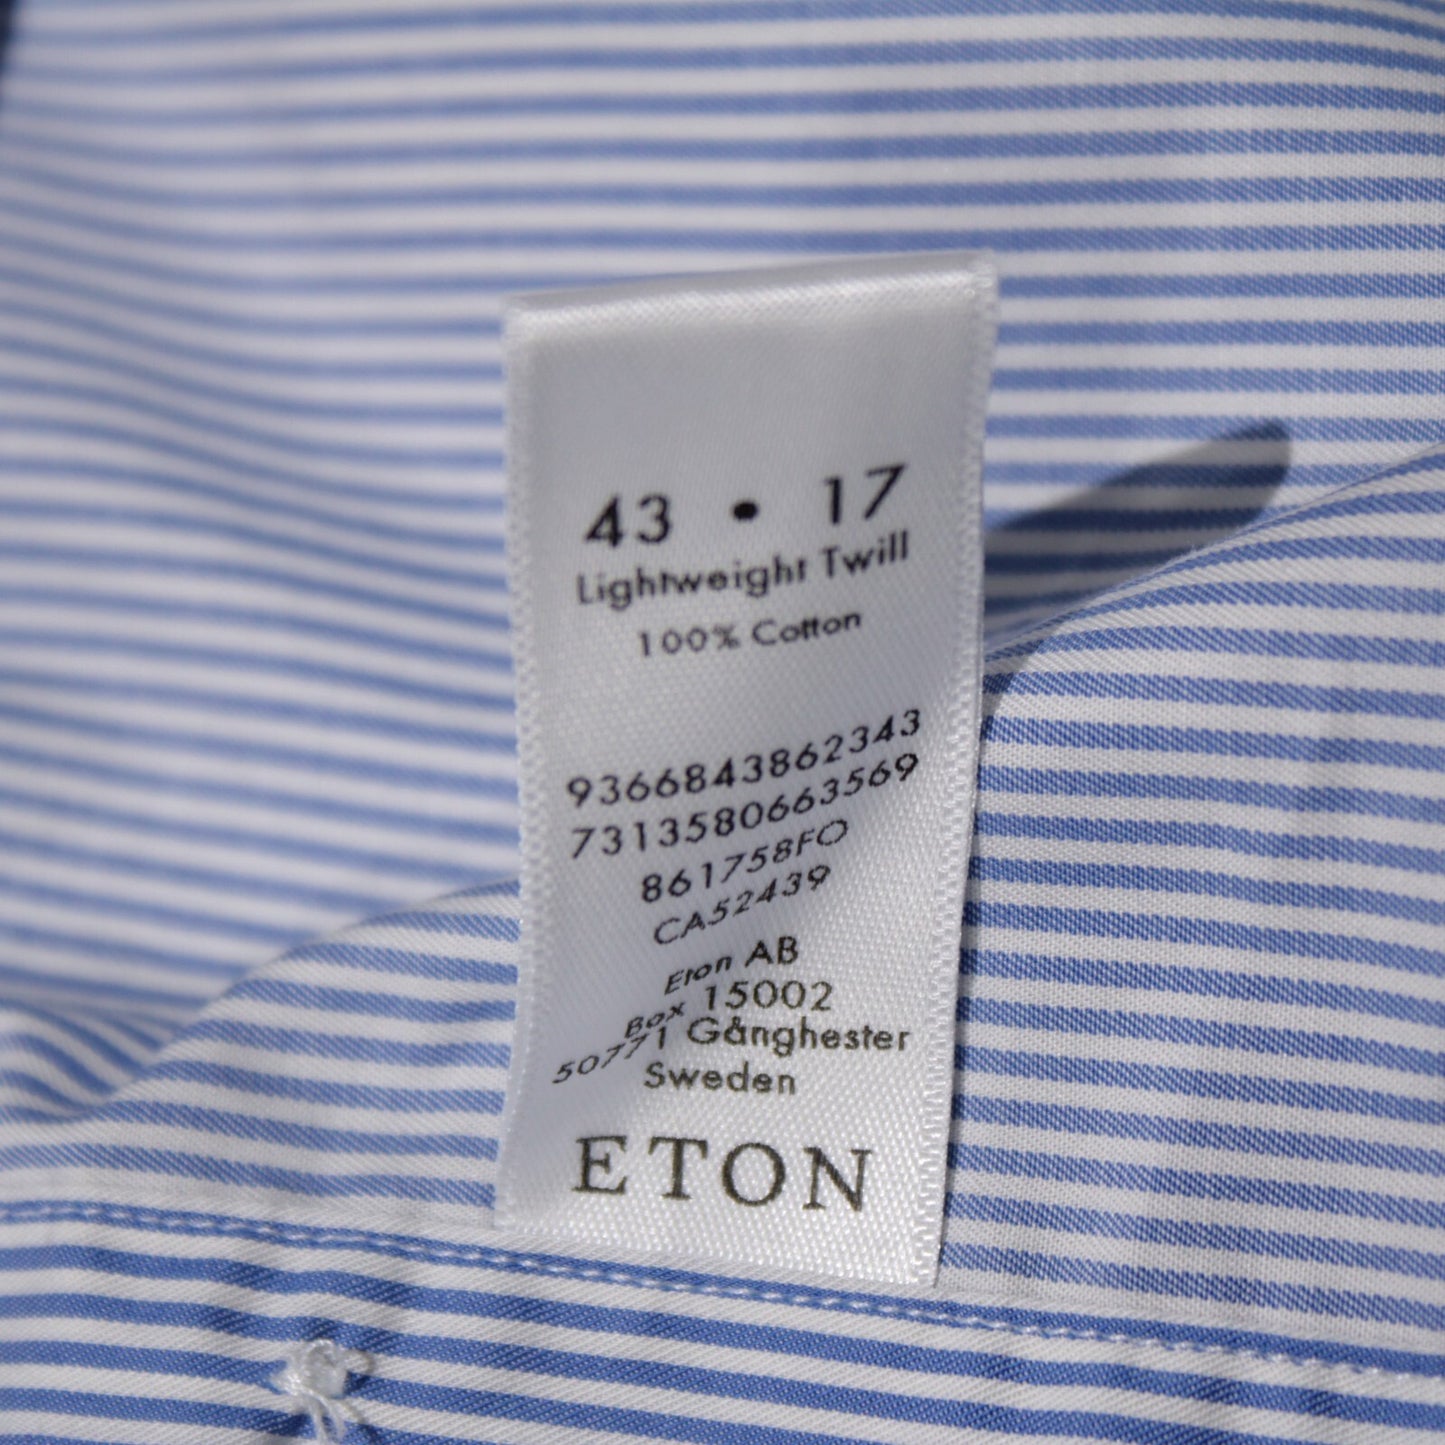 43 • 17
Lightweight Twill
100% Cotton
9366843862343
7313580663569
861758FO
CA52439
Eton AB
Box 15002
50771 Gånghester
Sweden
ETON